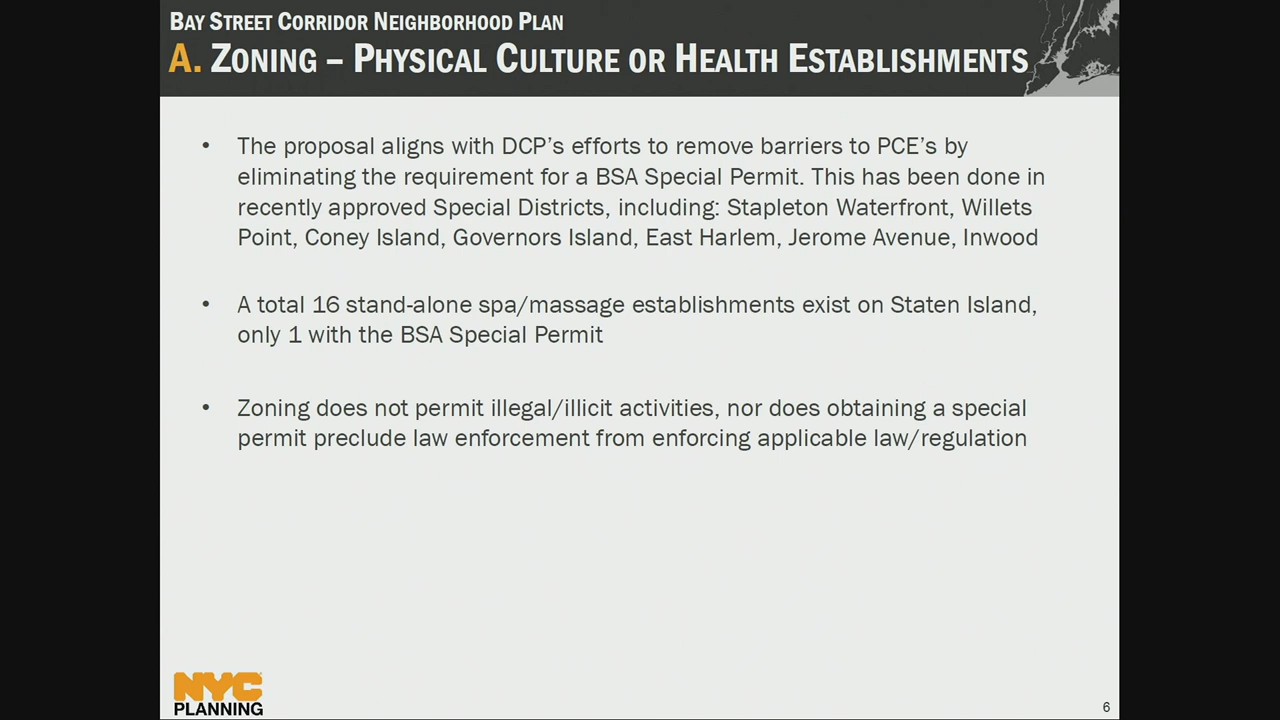 BAY STREET CORRIDOR NEIGHBORHOOD PLAN
A. ZONING – PHYSICAL CULTURE OR HEALTH ESTABLISHMENTS
• The proposal aligns with DCP's efforts to remove barriers to PCE's by
eliminating the requirement for a BSA Special Permit. This has been done in
recently approved Special Districts, including: Stapleton Waterfront, Willets
Point, Coney Island, Governors Island, East Harlem, Jerome Avenue, Inwood
• A total 16 stand-alone spa/massage establishments exist on Staten Island,
only 1 with the BSA Special Permit
• Zoning does not permit illegal/illicit activities, nor does obtaining a special
permit preclude law enforcement from enforcing applicable law/regulation
NYC
PLANNING
6